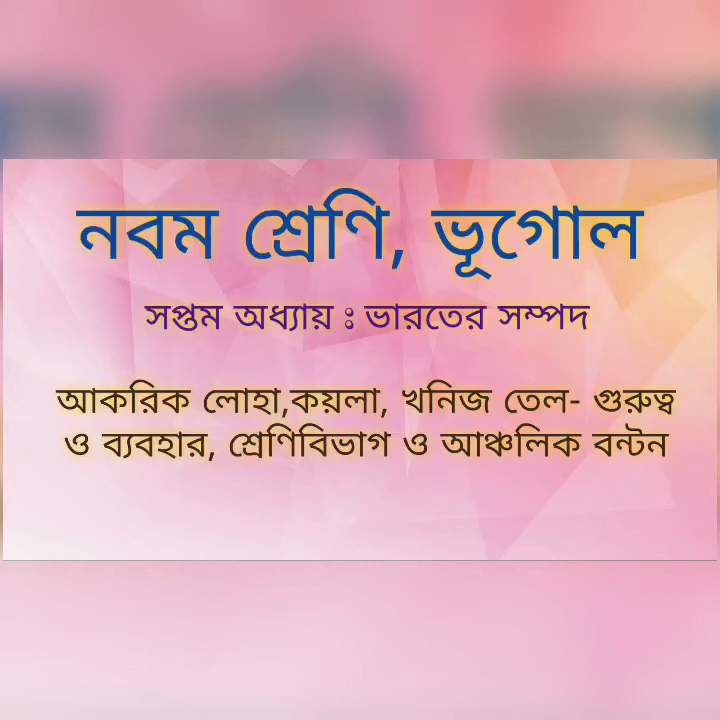 নবম শ্রেণি, ভূগোল
সপ্তম অধ্যায় ঃ ভারতের সম্পদ
আকরিক লোহা,কয়লা, খনিজ তেল- গুরুত্ব
ও ব্যবহার, শ্রেণিবিভাগ ও আঞ্চলিক বন্টন